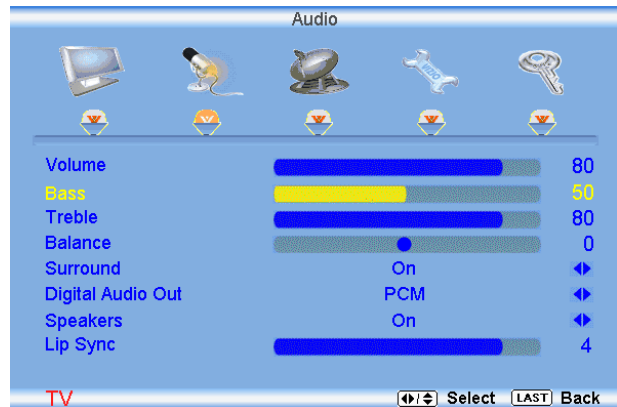 Audio
VIZIO
Volume 80
Bass 50
Treble 80
Balance 0
Surround On
Digital Audio Out PCM
Speakers On
Lip Sync 4
TV Select LAST Back